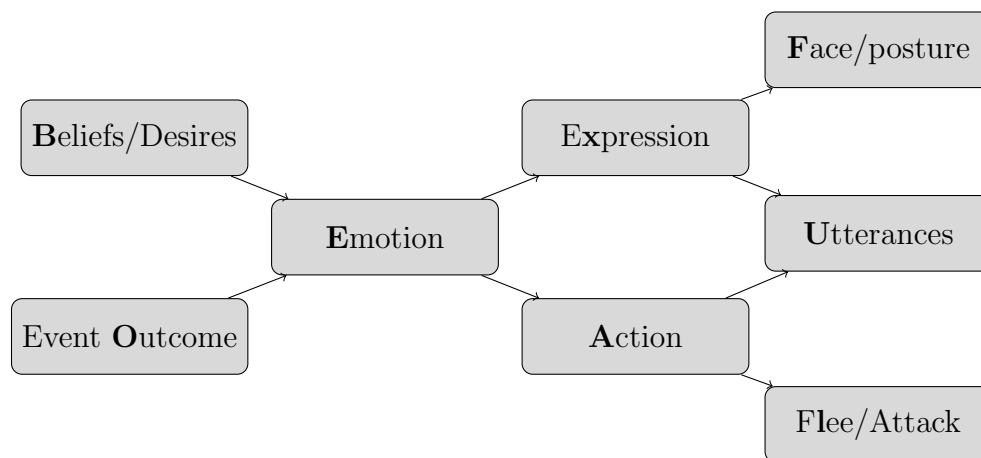 Face/posture
Beliefs/Desires
Expression
Emotion
Utterances
Event Outcome
Action
Flee/Attack